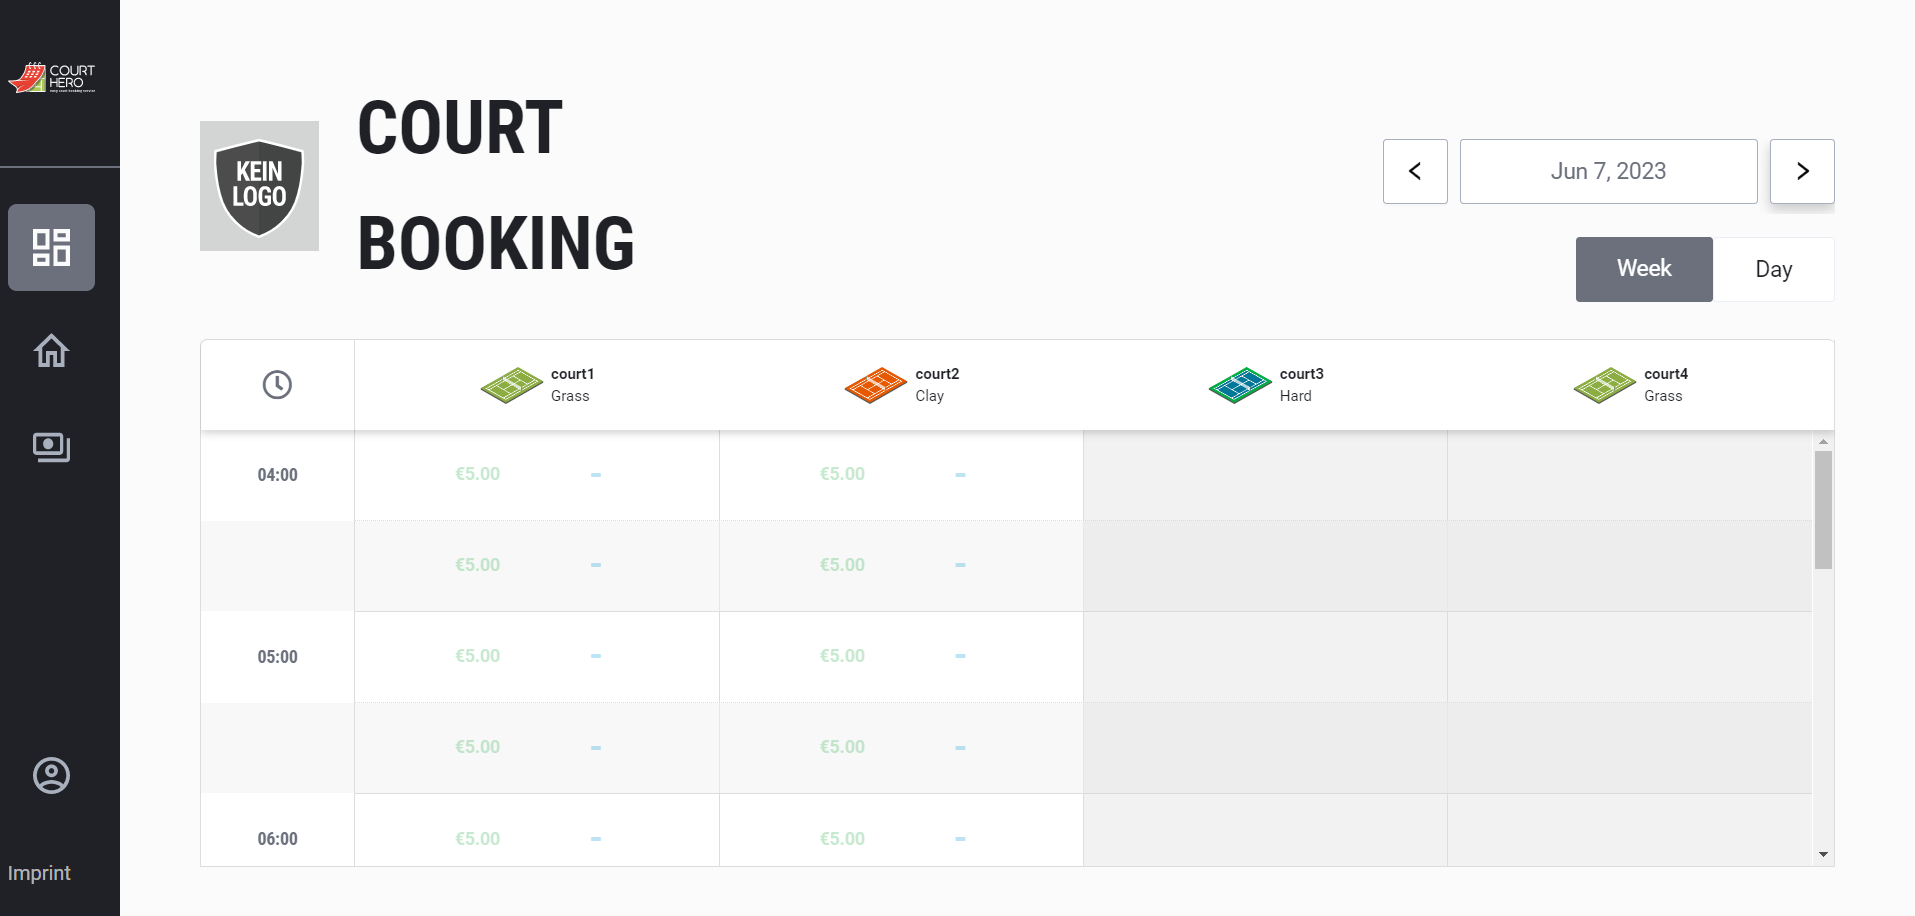 COURT
HERO
COURT
BOOKING
KEIN
LOGO
Jun 7, 2023
Week
Day
court1
Grass
court2
Clay
court3
Hard
court4
Grass
04:00
€5.00 - €5.00 -
€5.00 - €5.00 -
05:00
€5.00 - €5.00 -
€5.00 - €5.00 -
06:00
€5.00 - €5.00 -
Imprint